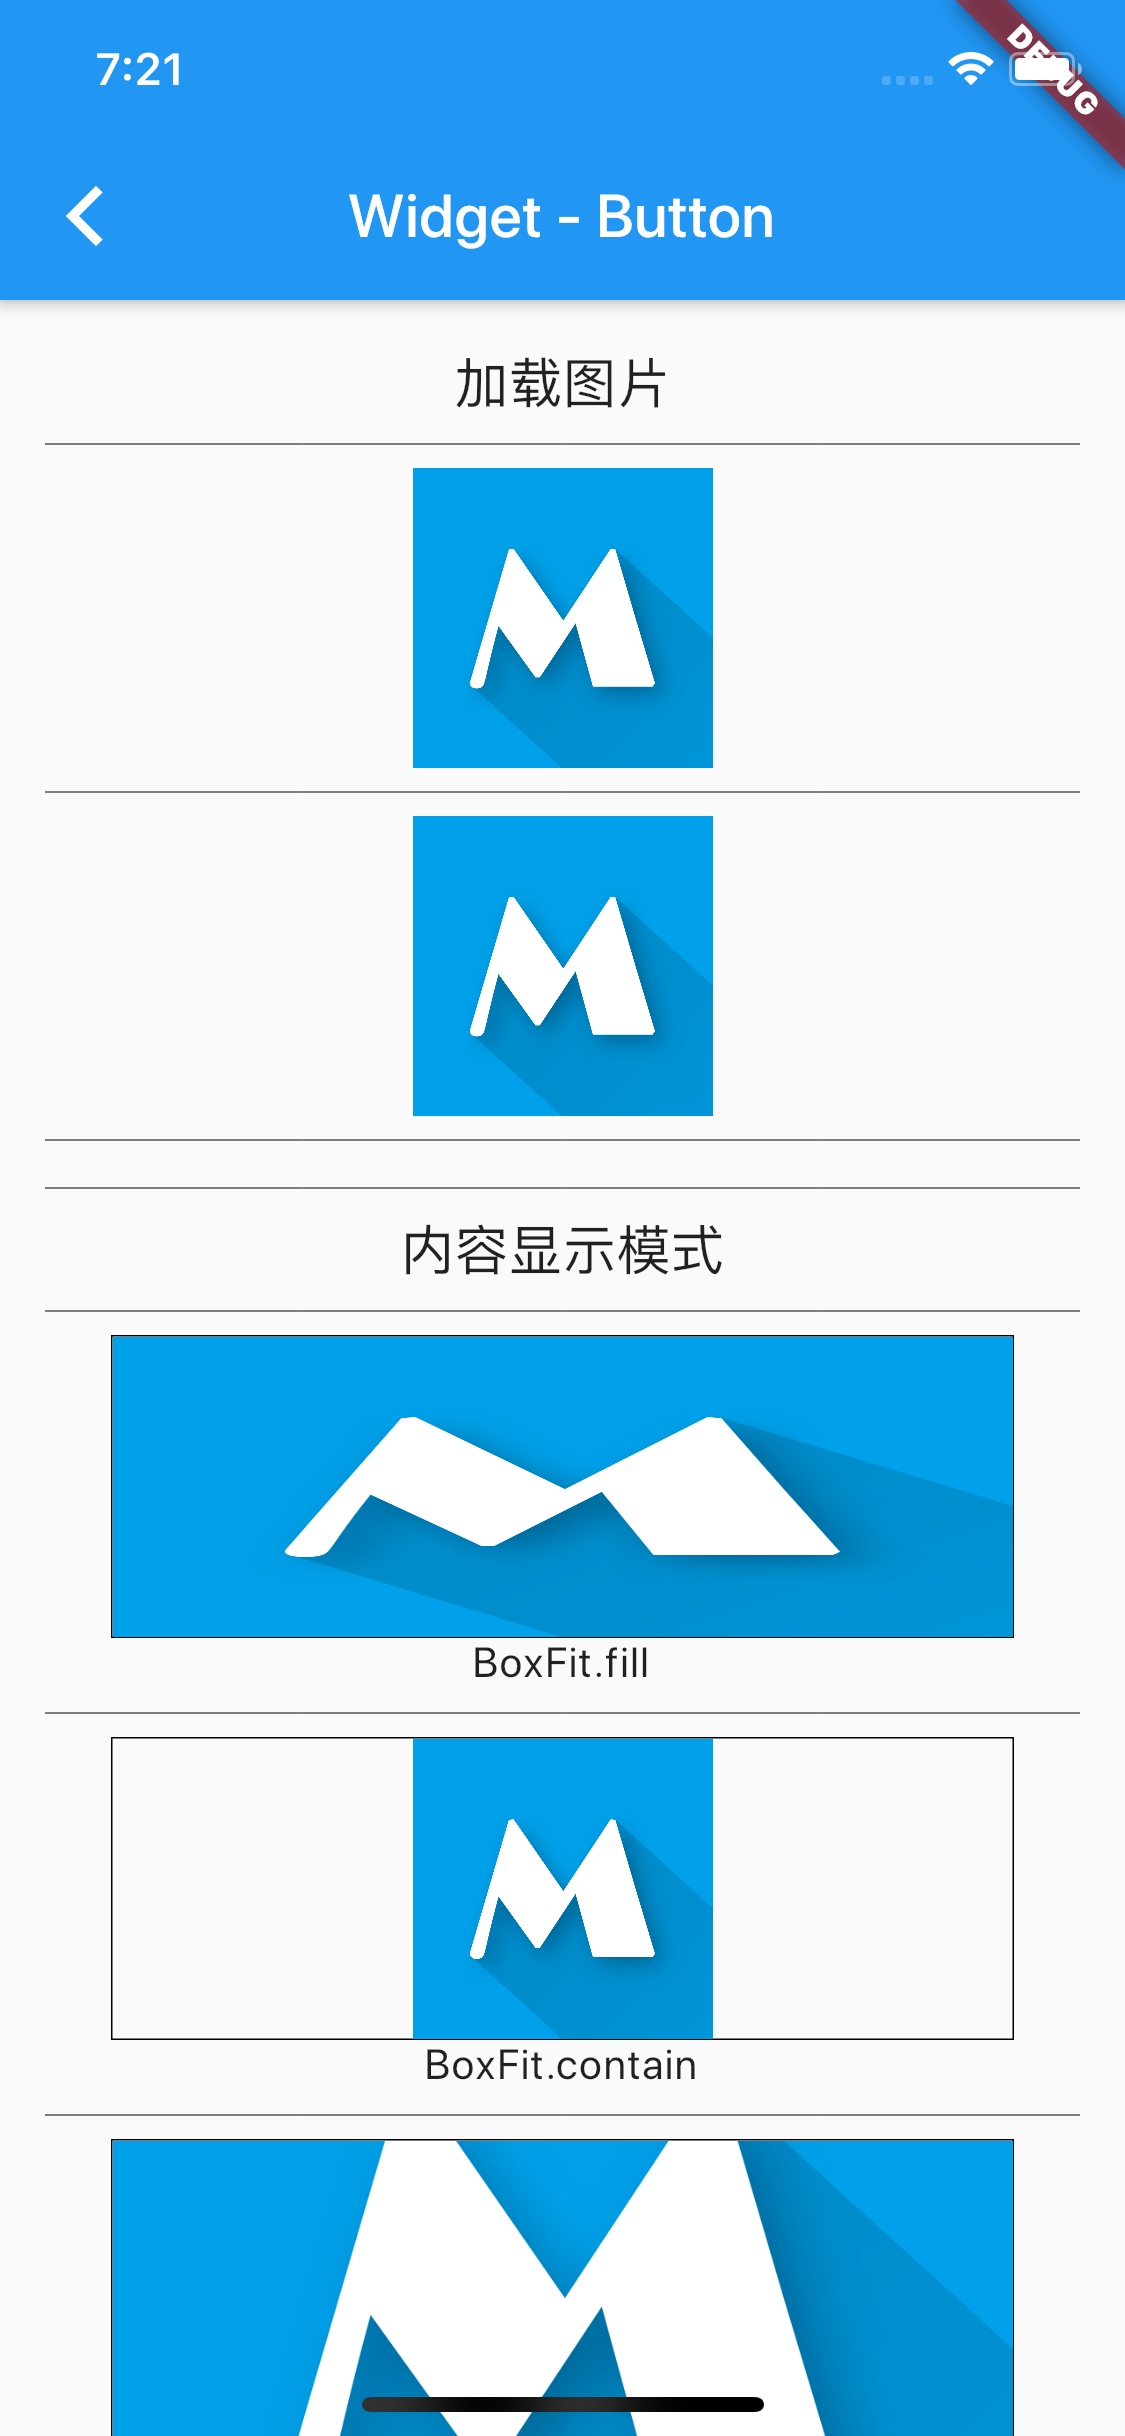 7:21
DEBUG
Widget - Button
加载图片
M
M
内容显示模式
M
BoxFit.fill
M
BoxFit.contain
M